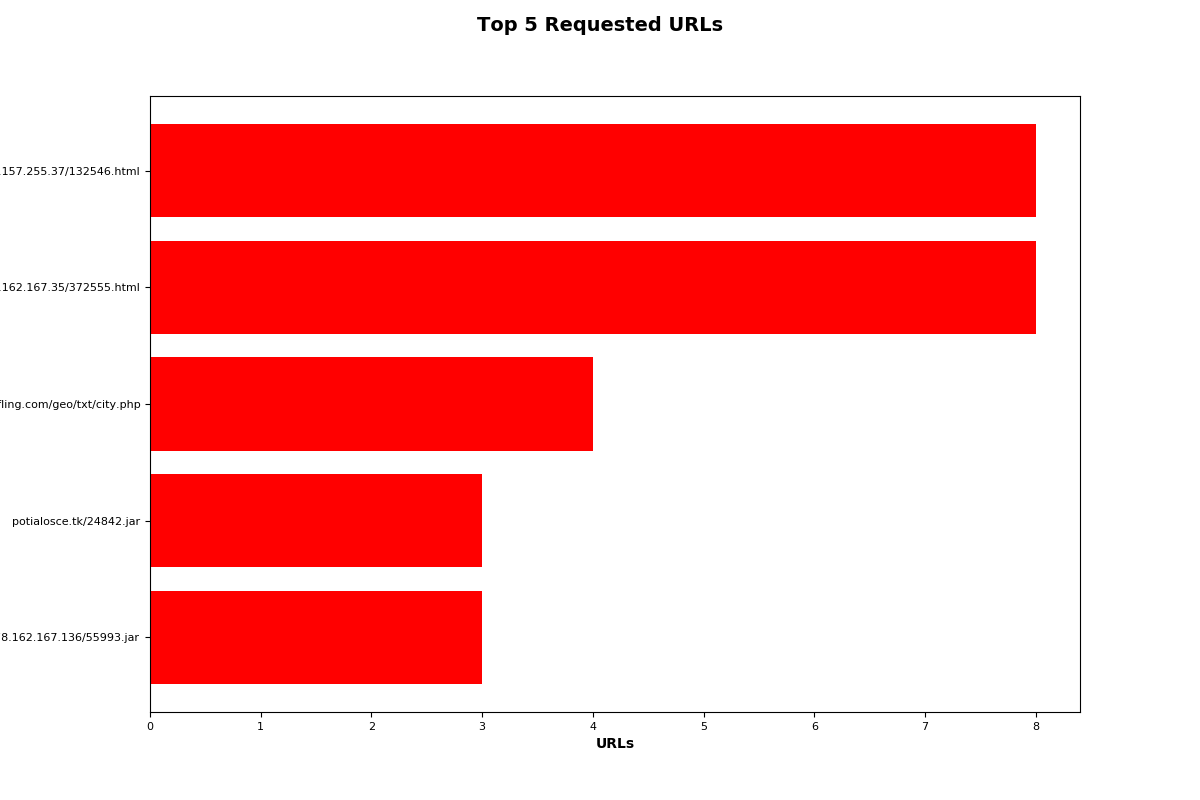 Top 5 Requested URLs
.157.255.37/132546.html
.162.167.35/372555.html
fling.com/geo/txt/city.php
potialosce.tk/24842.jar
8.162.167.136/55993.jar
0 1 2 3 4 5 6 7 8
URLs